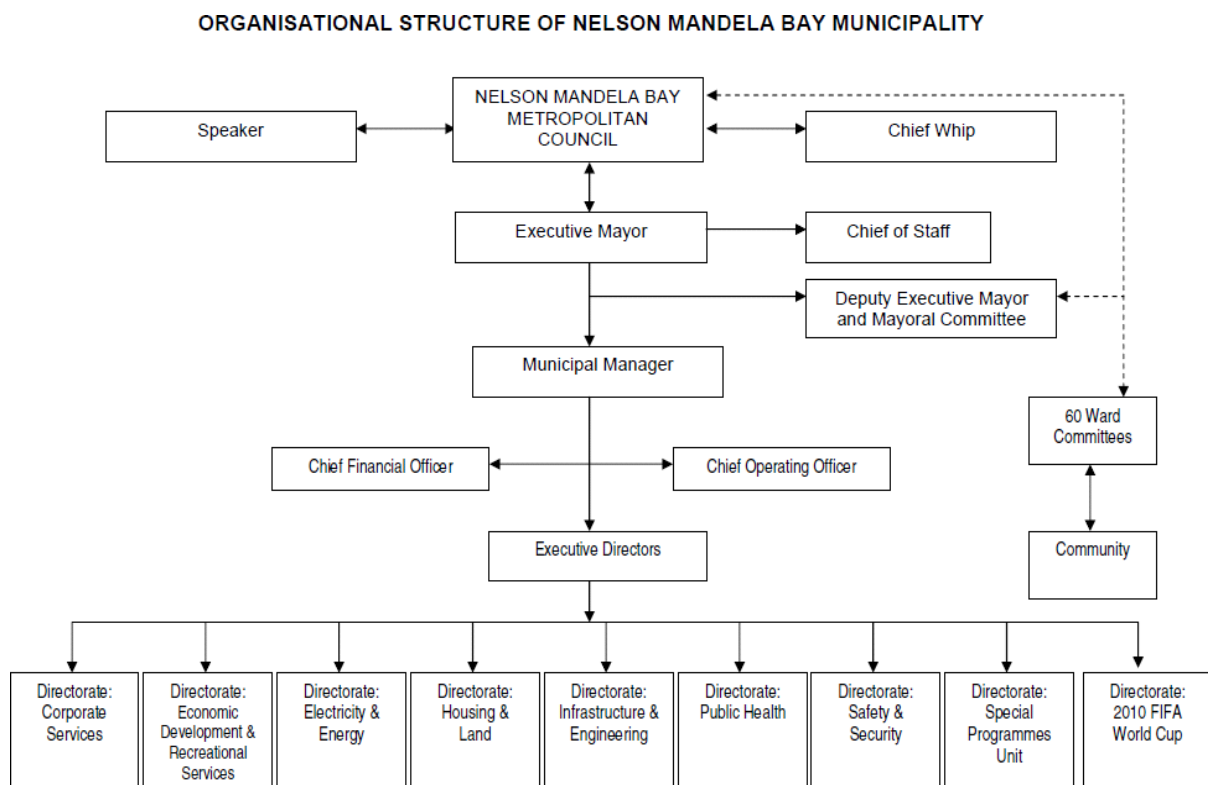 ORGANISATIONAL STRUCTURE OF NELSON MANDELA BAY MUNICIPALITY
NELSON MANDELA BAY
METROPOLITAN
COUNCIL
Speaker
Chief Whip
Executive Mayor
Chief of Staff
Deputy Executive Mayor
and Mayoral Committee
Municipal Manager
60 Ward
Committees
Chief Financial Officer
Chief Operating Officer
Executive Directors
Community
Directorate:
Corporate
Services
Directorate:
Economic
Development &
Recreational
Services
Directorate:
Electricity &
Energy
Directorate:
Housing &
Land
Directorate:
Infrastructure &
Engineering
Directorate:
Public Health
Directorate:
Safety &
Security
Directorate:
Special
Programmes
Unit
Directorate:
2010 FIFA
World Cup